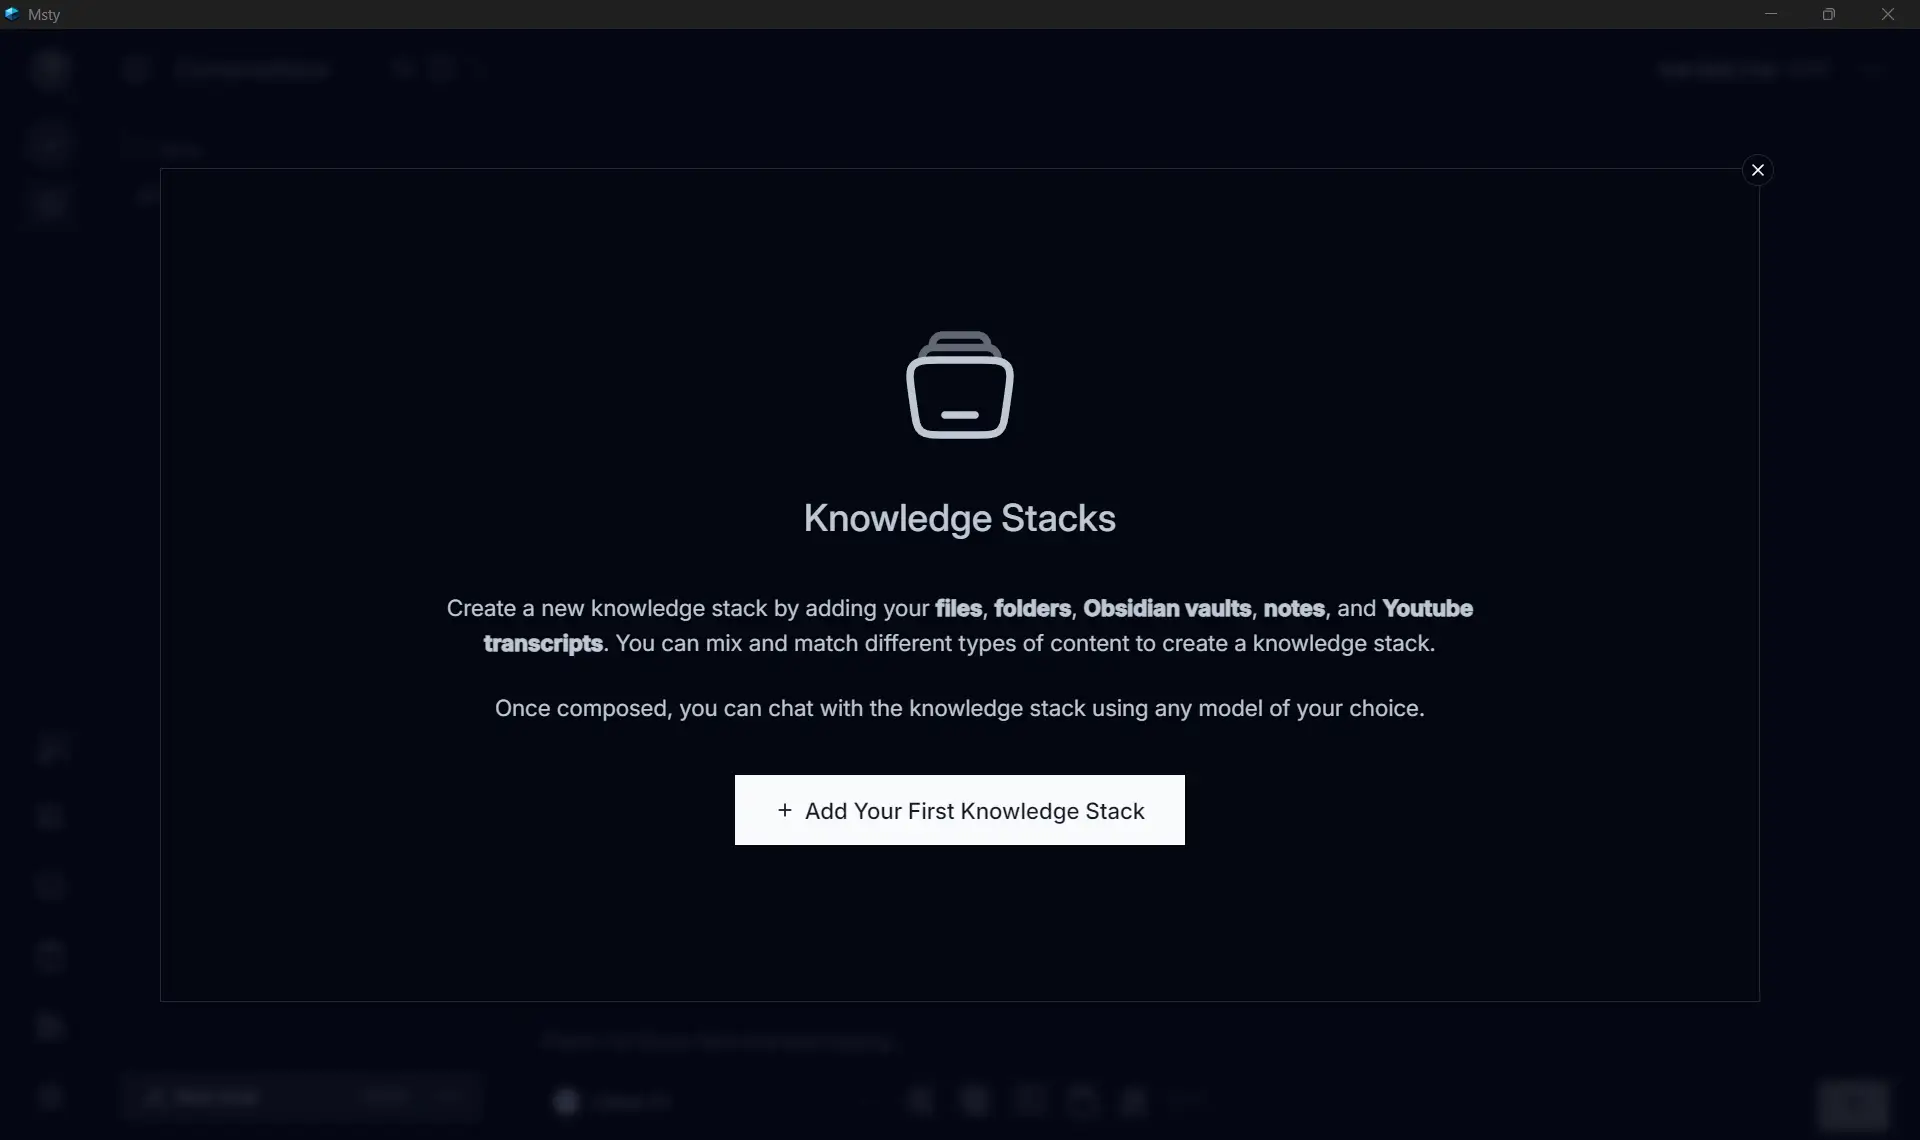 Msty
Knowledge Stacks
Create a new knowledge stack by adding your files, folders, Obsidian vaults, notes, and Youtube
transcripts. You can mix and match different types of content to create a knowledge stack.
Once composed, you can chat with the knowledge stack using any model of your choice.
+ Add Your First Knowledge Stack